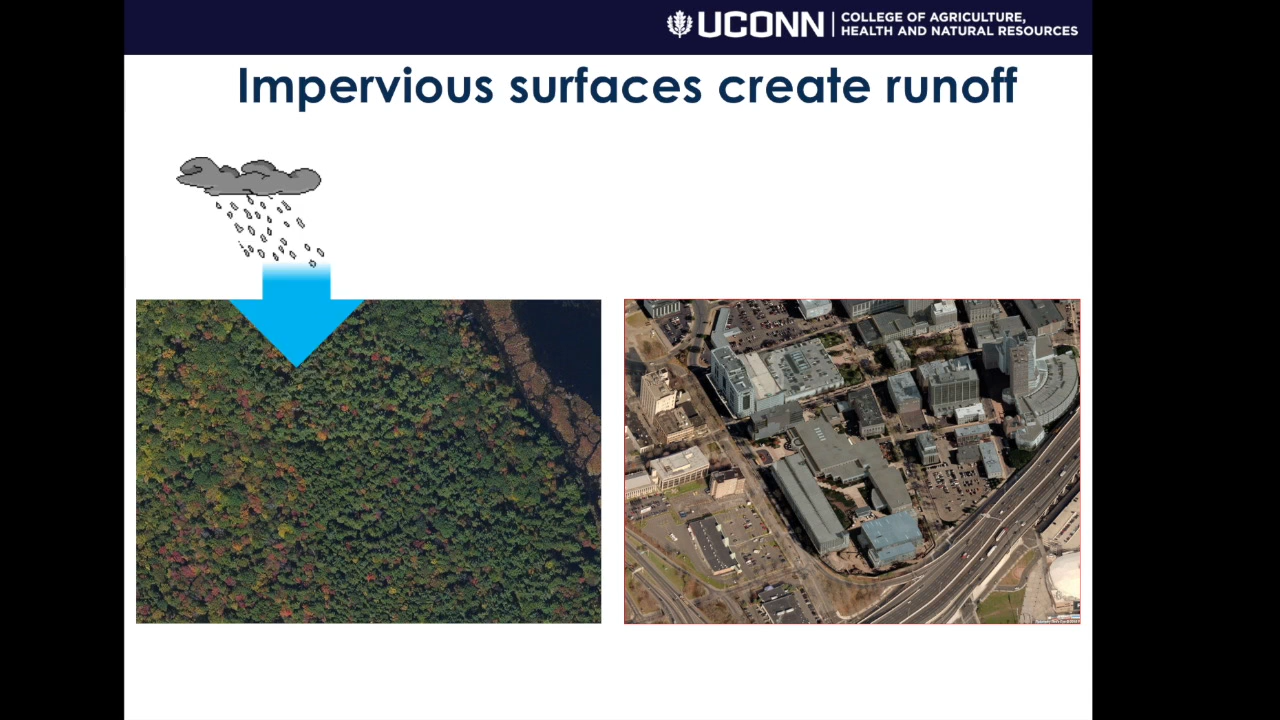 UCONN
COLLEGE OF AGRICULTURE,
HEALTH AND NATURAL RESOURCES
Impervious surfaces create runoff